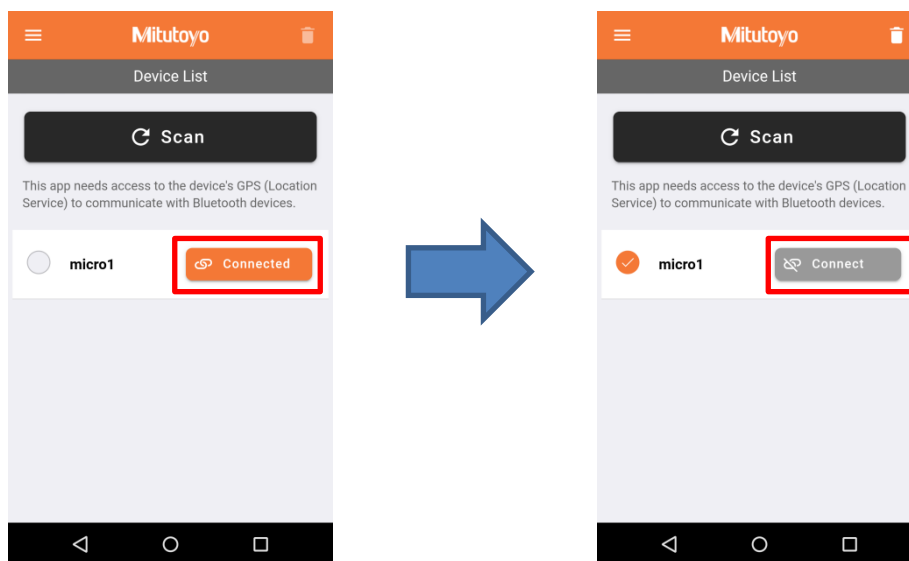 Mitutoyo
Device List
Scan
This app needs access to the device's GPS (Location
Service) to communicate with Bluetooth devices.
micro1
Connected
Mitutoyo
Device List
Scan
This app needs access to the device's GPS (Location
Service) to communicate with Bluetooth devices.
micro1
Connect